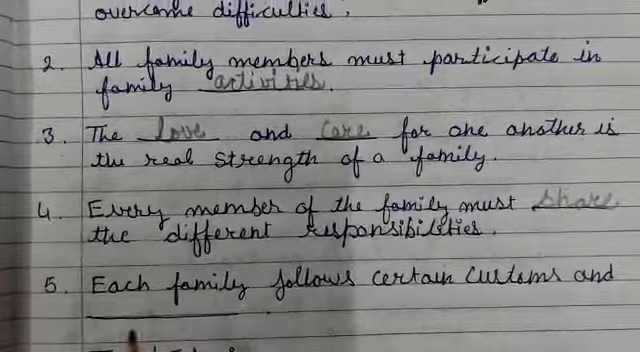 overcome difficulties.
2. All family members must participate in
family activities.
3. The love and care for one another is
the real strength of a family.
4. Every member of the family must share
the different responsibilities.
5. Each family follows certain customs and